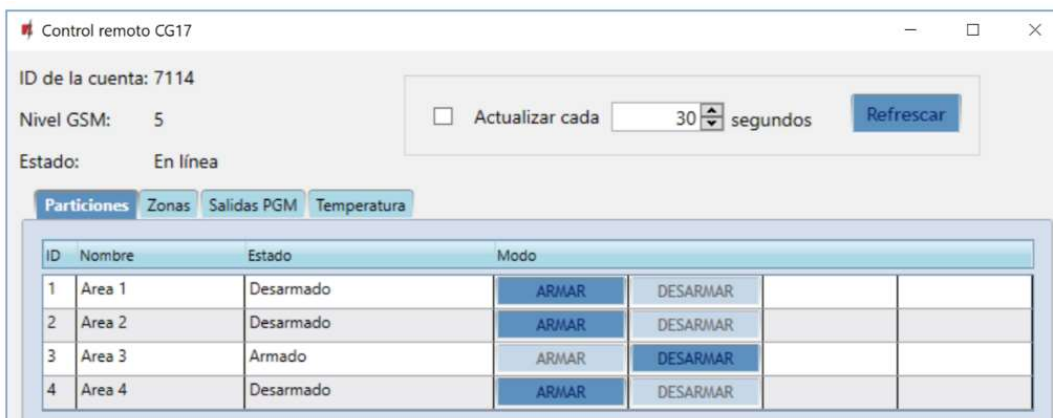 Control remoto CG17
ID de la cuenta: 7114
Nivel GSM: 5
Estado: En línea
Actualizar cada 30 segundos Refrescar
Particiones Zonas Salidas PGM Temperatura
ID Nombre Estado Modo
1 Area 1 Desarmado ARMAR DESARMAR
2 Area 2 Desarmado ARMAR DESARMAR
3 Area 3 Armado ARMAR DESARMAR
4 Area 4 Desarmado ARMAR DESARMAR